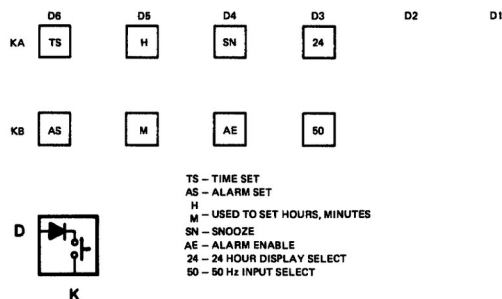 D6 D5 D4 D3 D2 D1
KA TS H SN 24
KB AS M AE 50
TS – TIME SET
AS – ALARM SET
H
M – USED TO SET HOURS, MINUTES
SN – SNOOZE
AE – ALARM ENABLE
24 – 24 HOUR DISPLAY SELECT
50 – 50 Hz INPUT SELECT
D
K